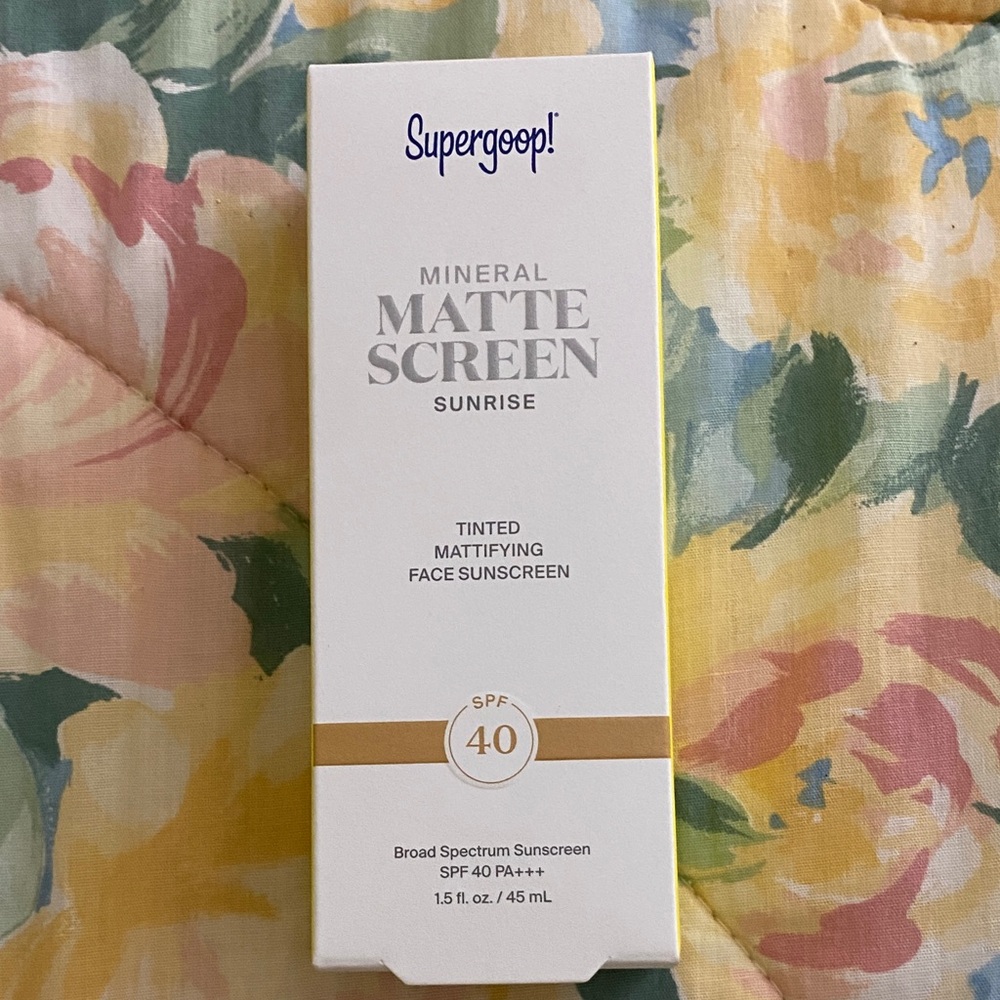 Supergoop!
MINERAL
MATTE
SCREEN
SUNRISE
TINTED
MATTIFYING
FACE SUNSCREEN
SPF
40
Broad Spectrum Sunscreen
SPF 40 PA+++
1.5 fl. oz. / 45 mL